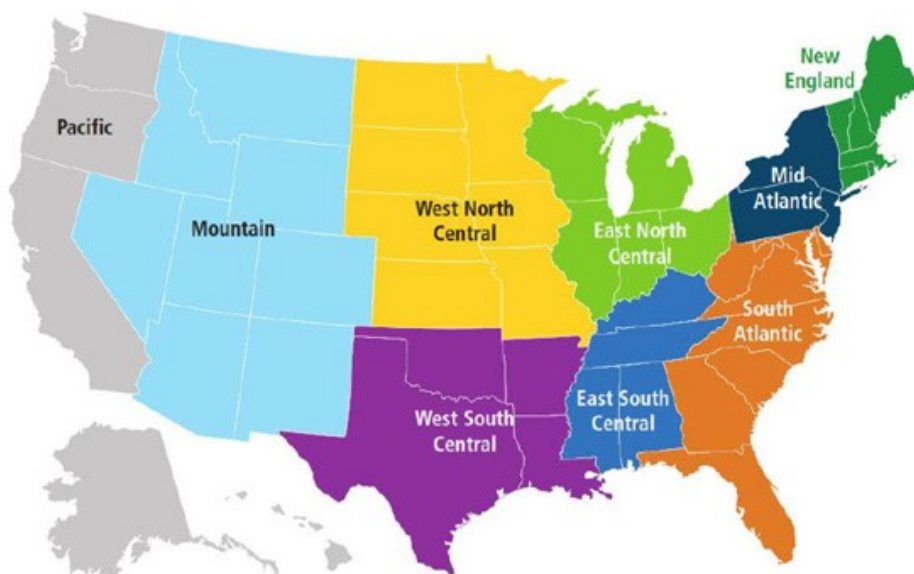 New
England
Pacific
Mid
Atlantic
Mountain
West North
Central
East North
Central
South
Atlantic
West South
Central
East South
Central